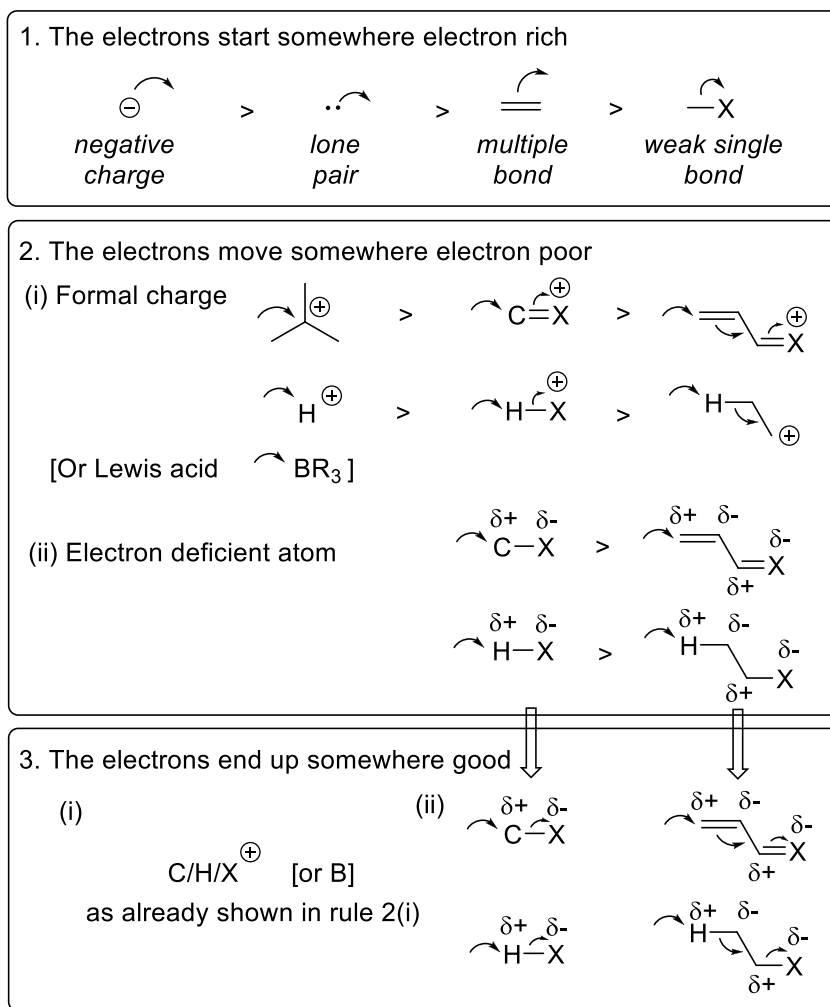 1. The electrons start somewhere electron rich
⊖ > ·· > = > —X
negative charge
lone pair
multiple bond
weak single bond
2. The electrons move somewhere electron poor
(i) Formal charge
⊕ > C=X ⊕ > X ⊕
H ⊕ > H—X ⊕ > H ⊕
[Or Lewis acid BR₃ ]
(ii) Electron deficient atom
δ+ δ- δ+ δ- δ-
C—X > X
δ+
δ+ δ- δ+ δ- δ-
H—X > H X
δ+
3. The electrons end up somewhere good
(i)
(ii)
δ+ δ- δ+ δ- δ-
C—X X
δ+
C/H/X ⊕ [or B]
as already shown in rule 2(i)
δ+ δ- δ+ δ- δ-
H—X H X
δ+